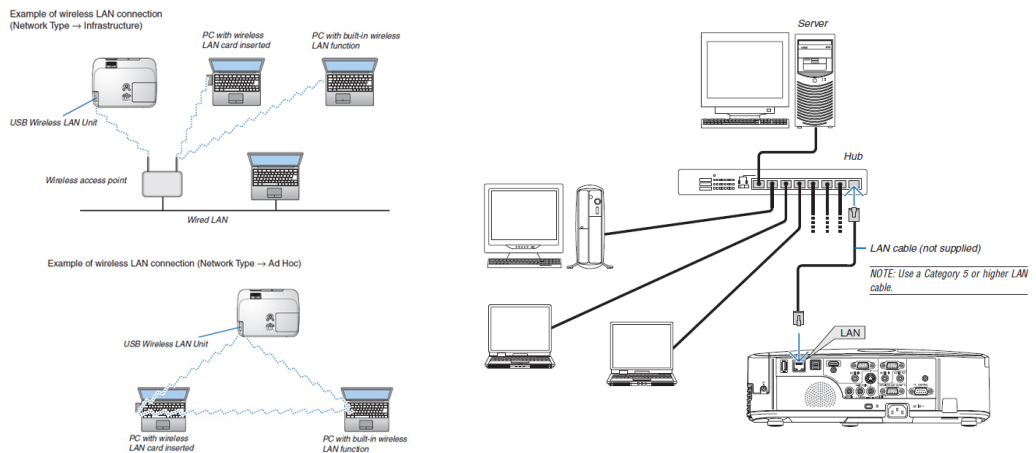 Example of wireless LAN connection
(Network Type → Infrastructure)
PC with wireless
LAN card inserted
PC with built-in wireless
LAN function
USB Wireless LAN Unit
Wireless access point
Wired LAN
Example of wireless LAN connection (Network Type → Ad Hoc)
USB Wireless LAN Unit
PC with wireless
LAN card inserted
PC with built-in wireless
LAN function
Server
Hub
LAN cable (not supplied)
NOTE: Use a Category 5 or higher LAN
cable.
LAN